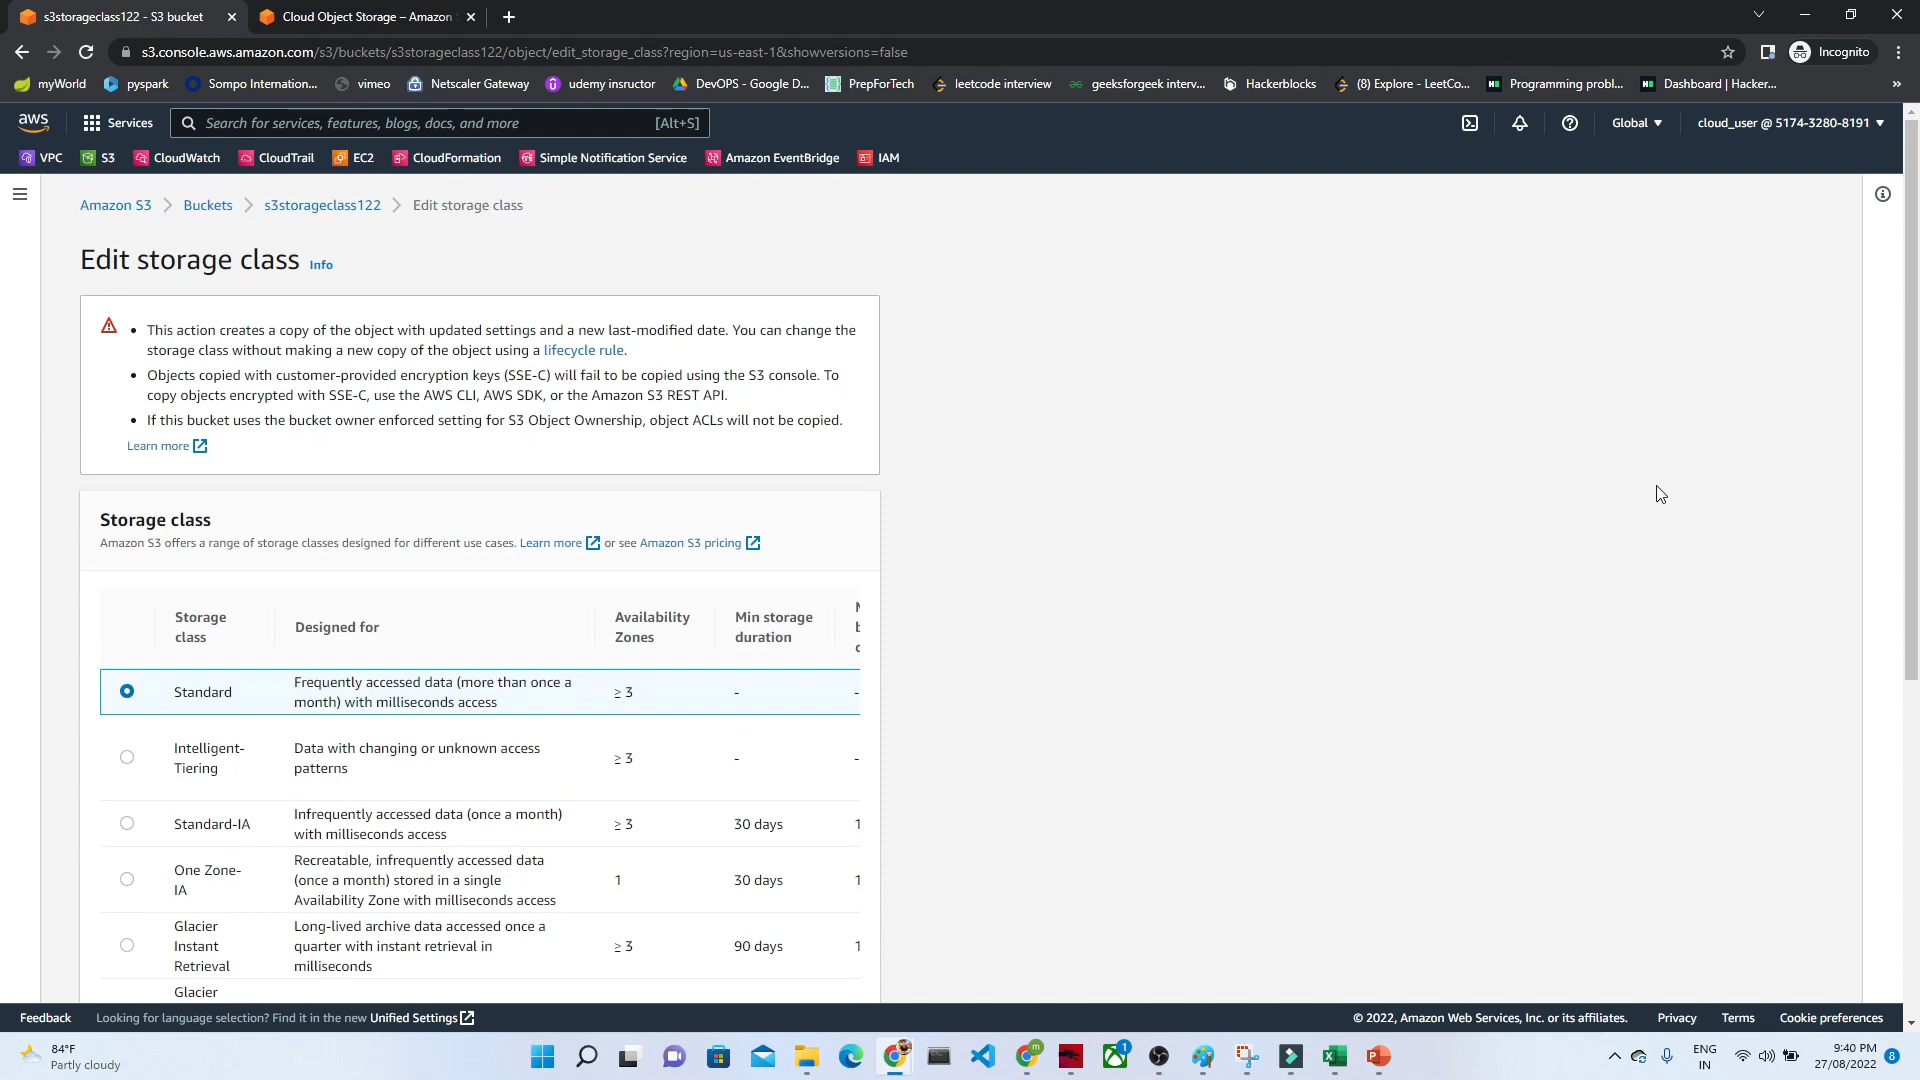 s3storageclass122 - S3 bucket
Cloud Object Storage – Amazon
s3.console.aws.amazon.com/s3/buckets/s3storageclass122/object/edit_storage_class?region=us-east-1&showversions=false
Incognito
myWorld
pyspark
Sompo Internation...
vimeo
Netscaler Gateway
udemy insructor
DevOPS - Google D...
PrepForTech
leetcode interview
geeksforgeek interv...
Hackerblocks
(8) Explore - LeetCo...
Programming probl...
Dashboard | Hacker...
aws
Services
Search for services, features, blogs, docs, and more
[Alt+S]
Global
cloud_user @ 5174-3280-8191
VPC
S3
CloudWatch
CloudTrail
EC2
CloudFormation
Simple Notification Service
Amazon EventBridge
IAM
Amazon S3
Buckets
s3storageclass122
Edit storage class
Edit storage class
Info
This action creates a copy of the object with updated settings and a new last-modified date. You can change the
storage class without making a new copy of the object using a lifecycle rule.
Objects copied with customer-provided encryption keys (SSE-C) will fail to be copied using the S3 console. To
copy objects encrypted with SSE-C, use the AWS CLI, AWS SDK, or the Amazon S3 REST API.
If this bucket uses the bucket owner enforced setting for S3 Object Ownership, object ACLs will not be copied.
Learn more
Storage class
Amazon S3 offers a range of storage classes designed for different use cases. Learn more or see Amazon S3 pricing
Storage
class
Designed for
Availability
Zones
Min storage
duration
Standard
Frequently accessed data (more than once a
month) with milliseconds access
≥ 3
-
-
Intelligent-
Tiering
Data with changing or unknown access
patterns
≥ 3
-
-
Standard-IA
Infrequently accessed data (once a month)
with milliseconds access
≥ 3
30 days
1
One Zone-
IA
Recreatable, infrequently accessed data
(once a month) stored in a single
Availability Zone with milliseconds access
1
30 days
1
Glacier
Instant
Retrieval
Long-lived archive data accessed once a
quarter with instant retrieval in
milliseconds
≥ 3
90 days
1
Glacier
Feedback
Looking for language selection? Find it in the new Unified Settings
© 2022, Amazon Web Services, Inc. or its affiliates.
Privacy
Terms
Cookie preferences
84°F
Partly cloudy
m
1
ENG
IN
9:40 PM
27/08/2022
8